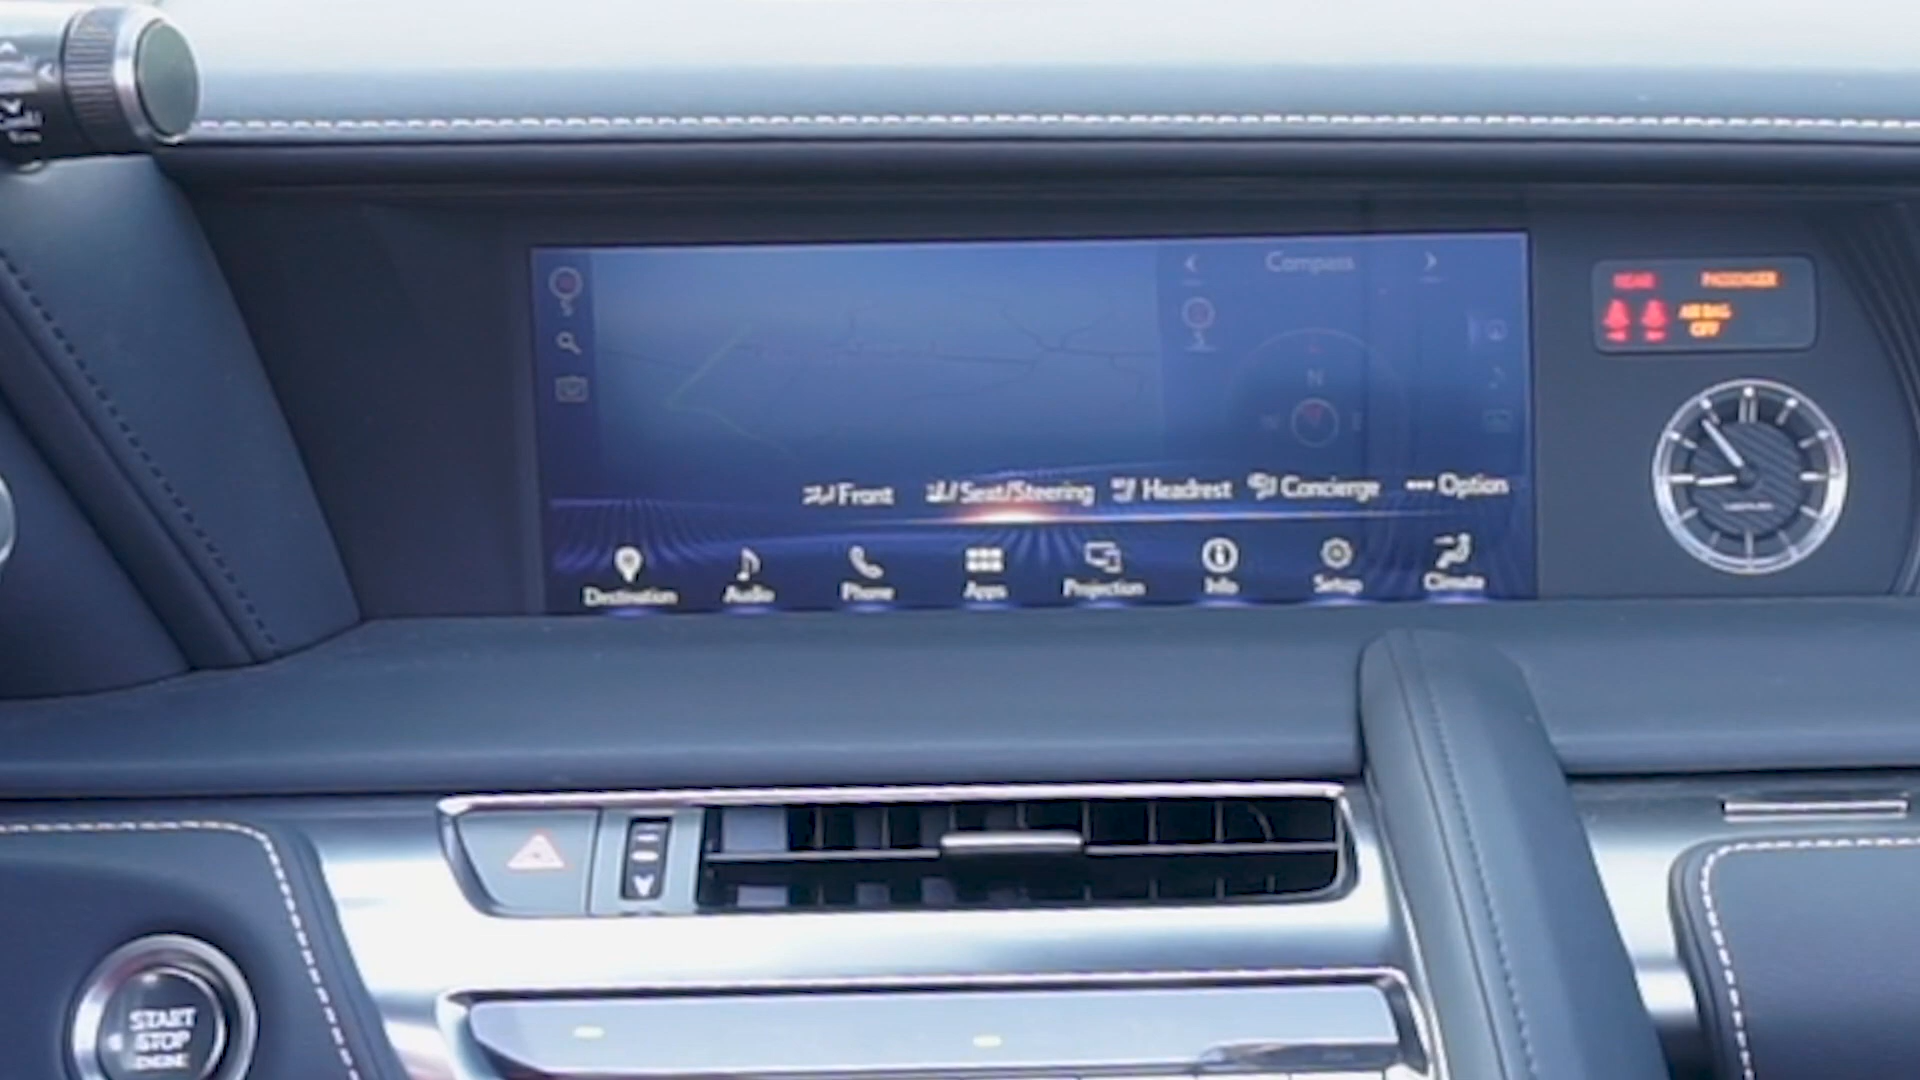 Compass
N
W E
Front Seat/Steering Headrest Concierge Option
Destination Audio Phone Apps Projection Info Setup Climate
REAR PASSENGER
AIR BAG
OFF
START
STOP
ENGINE